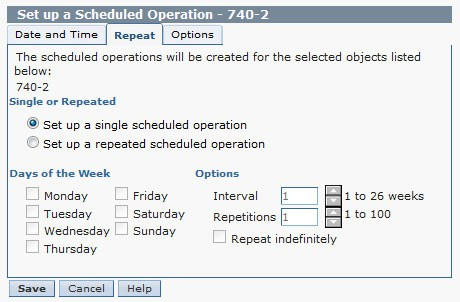 Set up a Scheduled Operation - 740-2
Date and Time Repeat Options
The scheduled operations will be created for the selected objects listed
below:
740-2
Single or Repeated
Set up a single scheduled operation
Set up a repeated scheduled operation
Days of the Week
Monday Friday
Tuesday Saturday
Wednesday Sunday
Thursday
Options
Interval 1 1 to 26 weeks
Repetitions 1 1 to 100
Repeat indefinitely
Save Cancel Help